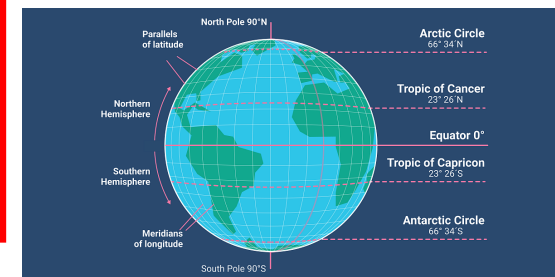 North Pole 90°N
Parallels
of latitude
Arctic Circle
66° 34′N
Tropic of Cancer
23° 26′N
Northern
Hemisphere
Equator 0°
Tropic of Capricon
23° 26′S
Southern
Hemisphere
Antarctic Circle
66° 34′S
Meridians
of longitude
South Pole 90°S